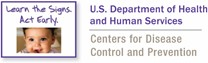 Learn the Signs.
Act Early.
U.S. Department of Health
and Human Services
Centers for Disease
Control and Prevention